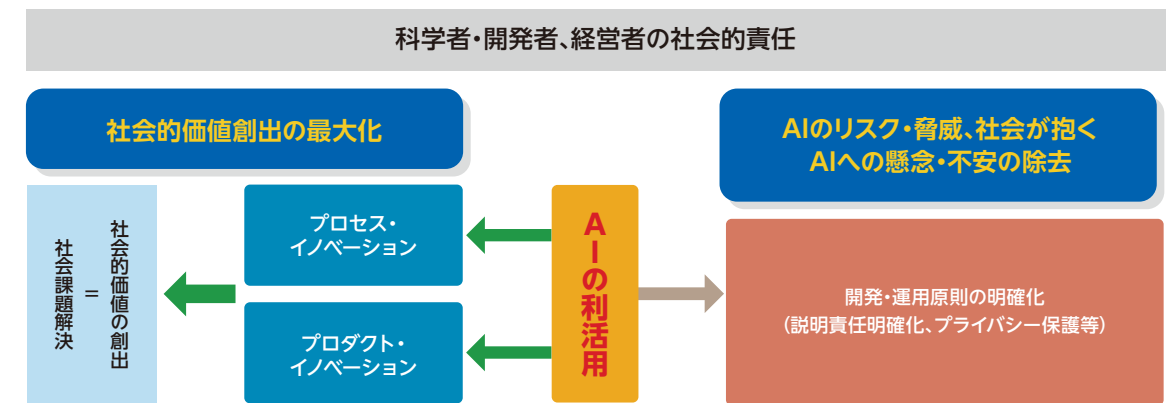 科学者・開発者、経営者の社会的責任
社会的価値創出の最大化
AIのリスク・脅威、社会が抱く
AIへの懸念・不安の除去
社会的価値の創出
＝
社会課題解決
プロセス・
イノベーション
プロダクト・
イノベーション
AIの利活用
開発・運用原則の明確化
（説明責任明確化、プライバシー保護等）